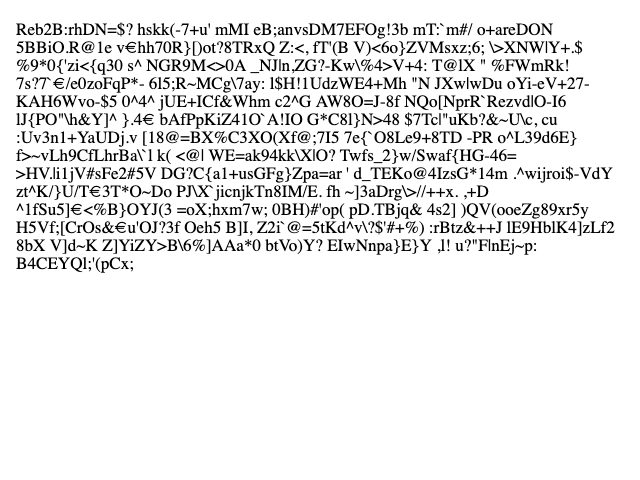 Reb2B:rhDN=$? hskk(-7+u' mMI eB;anvsDM7EFOg!3b mT:`m#/ o+areDON
5BBiO.R@1e v€hh70R}[)ot?8TRxQ Z:<, fT'(B V)<6o}ZVMsxz;6; \>XNW|Y+.$
%9*0{'zi<{q30 s^ NGR9M<>0A _NJ|n,ZG?-Kw\%4>V+4: T@lX " %FWmRk!
7s?7`€/e0zoFqP*- 6l5;R~MCg\7ay: l$H!1UdzWE4+Mh "N JXw|wDu oYi-eV+27-
KAH6Wvo-$5 0^4^ jUE+ICf&Whm c2^G AW8O=J-8f NQo[NprR`Rezvd|O-I6
lJ{PO"\h&Y]^ }.4€ bAfPpKiZ41O`A!IO G*C8l}N>48 $7Tc|"uKb?&~U\c, cu
:Uv3n1+YaUDj.v [18@=BX%C3XO(Xf@;7I5 7e{`O8Le9+8TD -PR o^L39d6E}
f>~vLh9CfLhrBa\`1 k( <@| WE=ak94kk\X|O? Twfs_2}w/Swaf{HG-46=
>HV.|i1jV#sFe2#5V DG?C{a1+usGFg}Zpa=ar ' d_TEKo@4IzsG*14m .^wijroi$-VdY
zt^K/}U/T€3T*O~Do PJ\X`jicnjkTn8IM/E. fh ~]3aDrg\>//++x. ,+D
^1fSu5]€<%B}OYJ(3 =oX;hxm7w; 0BH)#'op( pD.TBjq& 4s2] )QV(ooeZg89xr5y
H5Vf;[CrOs&€u'OJ?3f Oeh5 B]I, Z2i`@=5tKd^v\?$'#+%) :rBtz&++J lE9HblK4]zLf2
8bX V]d~K Z]YiZY>B\6%]AAa*0 btVo)Y? EIwNnpa}E}Y ,l! u?"F|nEj~p:
B4CEYQl;'(pCx;